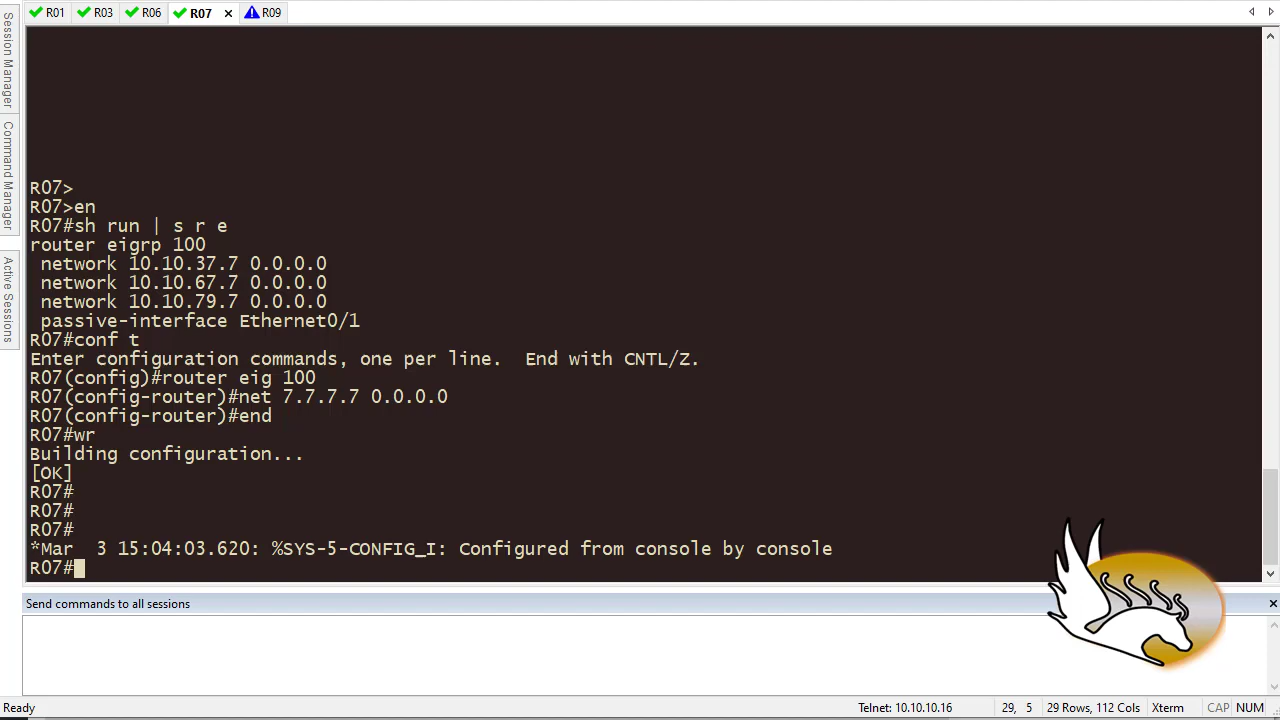 R01
R03
R06
R07
R09
Session Manager
Command Manager
Active Sessions
R07>
R07>en
R07#sh run | s r e
router eigrp 100
 network 10.10.37.7 0.0.0.0
 network 10.10.67.7 0.0.0.0
 network 10.10.79.7 0.0.0.0
 passive-interface Ethernet0/1
R07#conf t
Enter configuration commands, one per line.  End with CNTL/Z.
R07(config)#router eig 100
R07(config-router)#net 7.7.7.7 0.0.0.0
R07(config-router)#end
R07#wr
Building configuration...
[OK]
R07#
R07#
R07#
*Mar  3 15:04:03.620: %SYS-5-CONFIG_I: Configured from console by console
R07#
Send commands to all sessions
Ready
Telnet: 10.10.10.16
29, 5
29 Rows, 112 Cols
Xterm
CAP
NUM